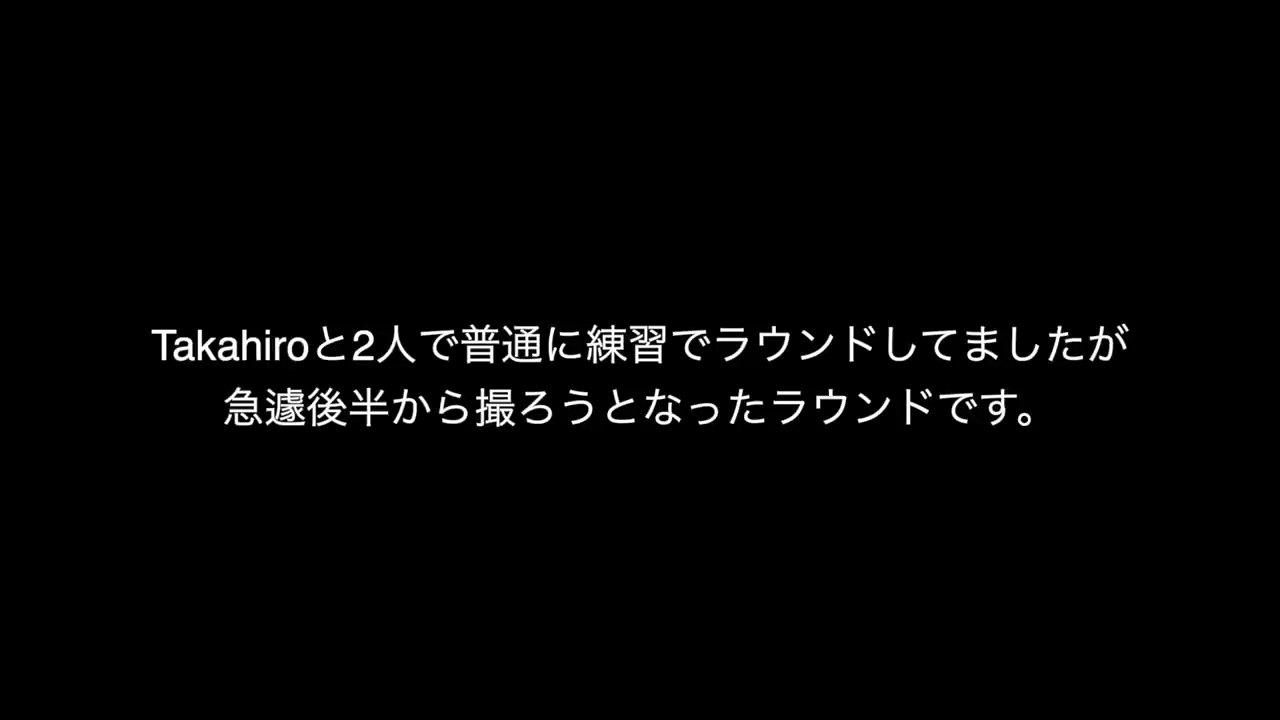 Takahiroと2人で普通に練習でラウンドしてましたが
急遽後半から撮ろうとなったラウンドです。